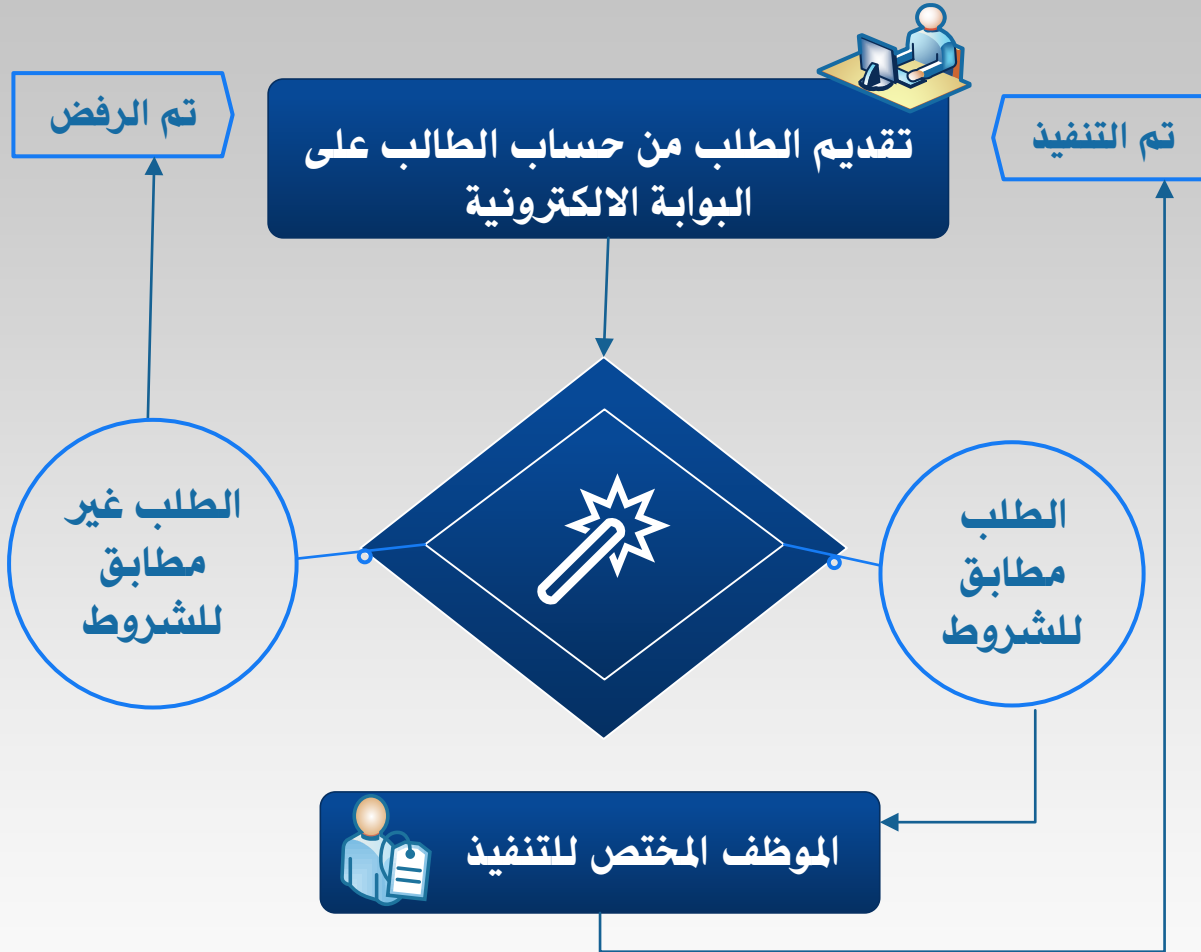 تقديم الطلب من حساب الطالب على
البوابة الالكترونية
تم التنفيذ
تم الرفض
الطلب
مطابق
للشروط
الطلب غير
مطابق
للشروط
الموظف المختص للتنفيذ